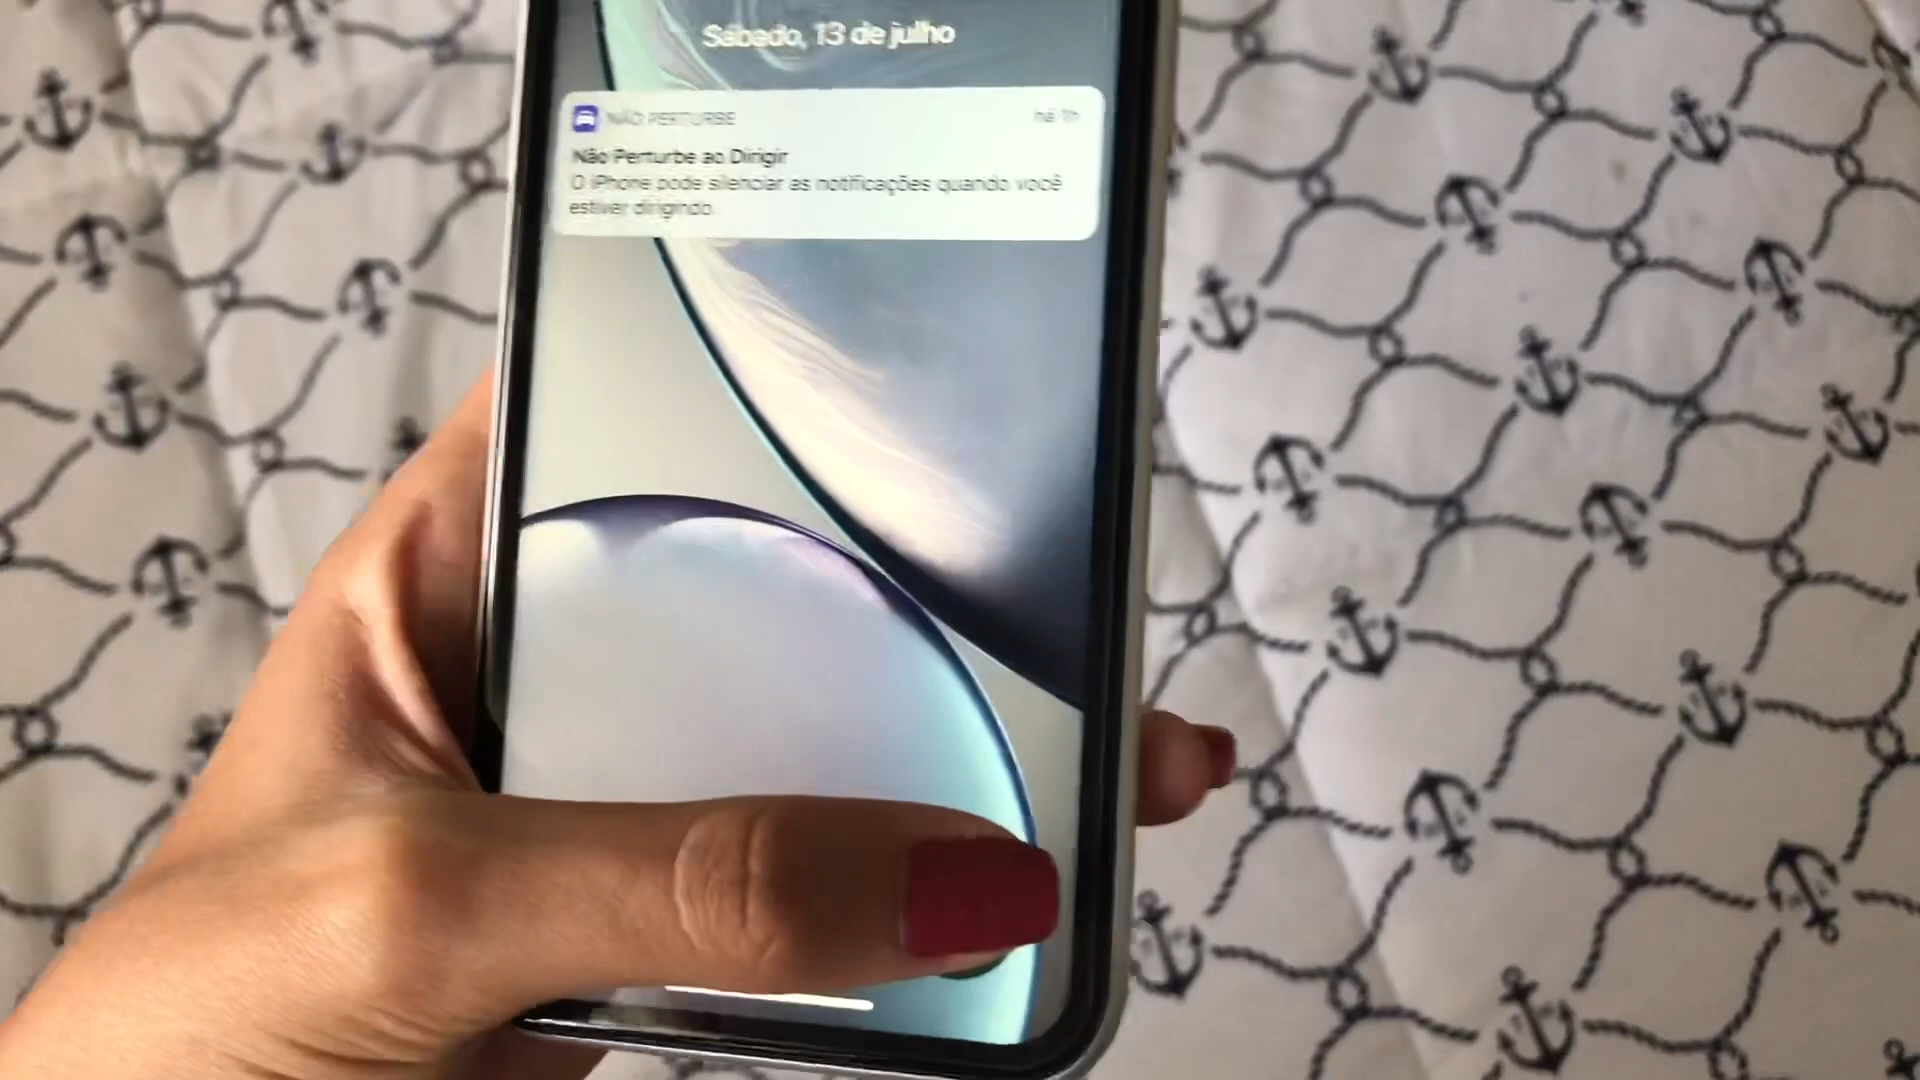 Sábado, 13 de julho
NÃO PERTURBE há 1h
Não Perturbe ao Dirigir
O iPhone pode silenciar as notificações quando você
estiver dirigindo.